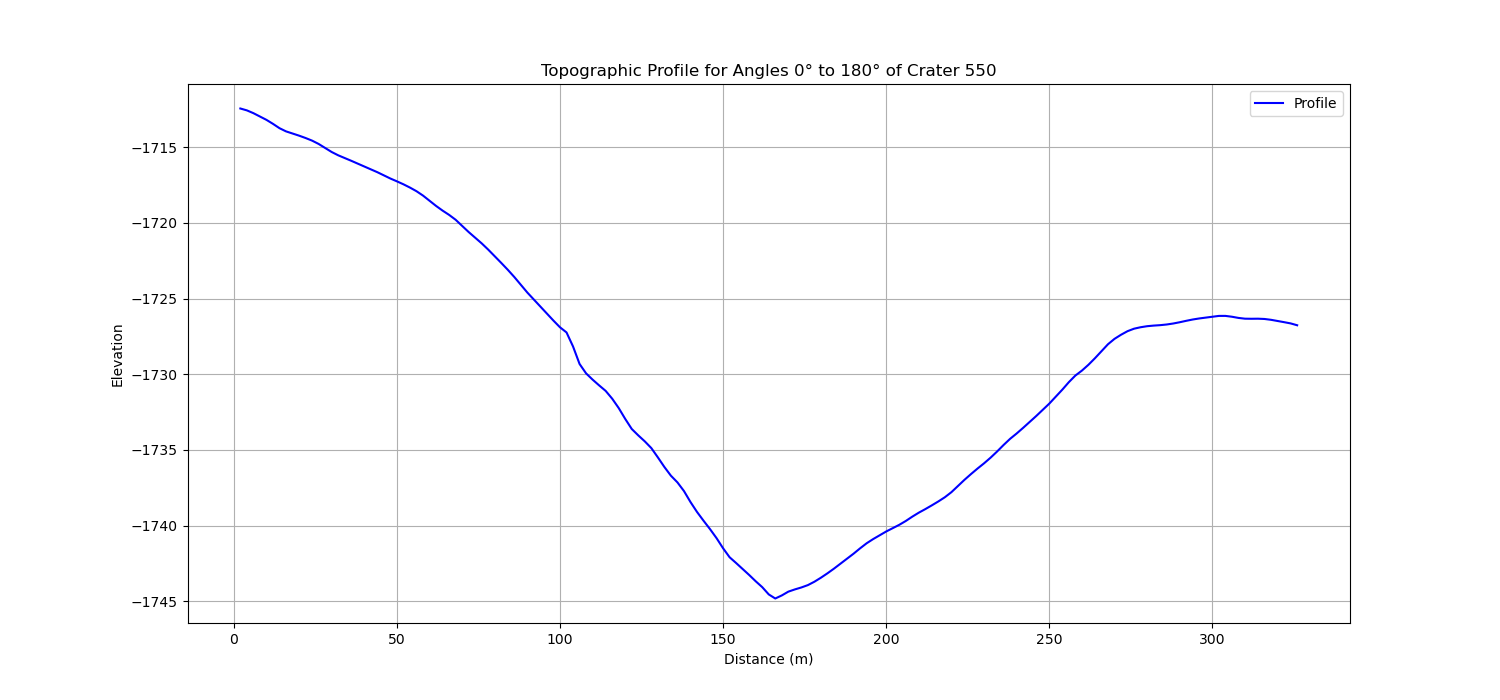 Topographic Profile for Angles 0° to 180° of Crater 550
Profile
−1715
−1720
−1725
−1730
−1735
−1740
−1745
Elevation
0 50 100 150 200 250 300
Distance (m)